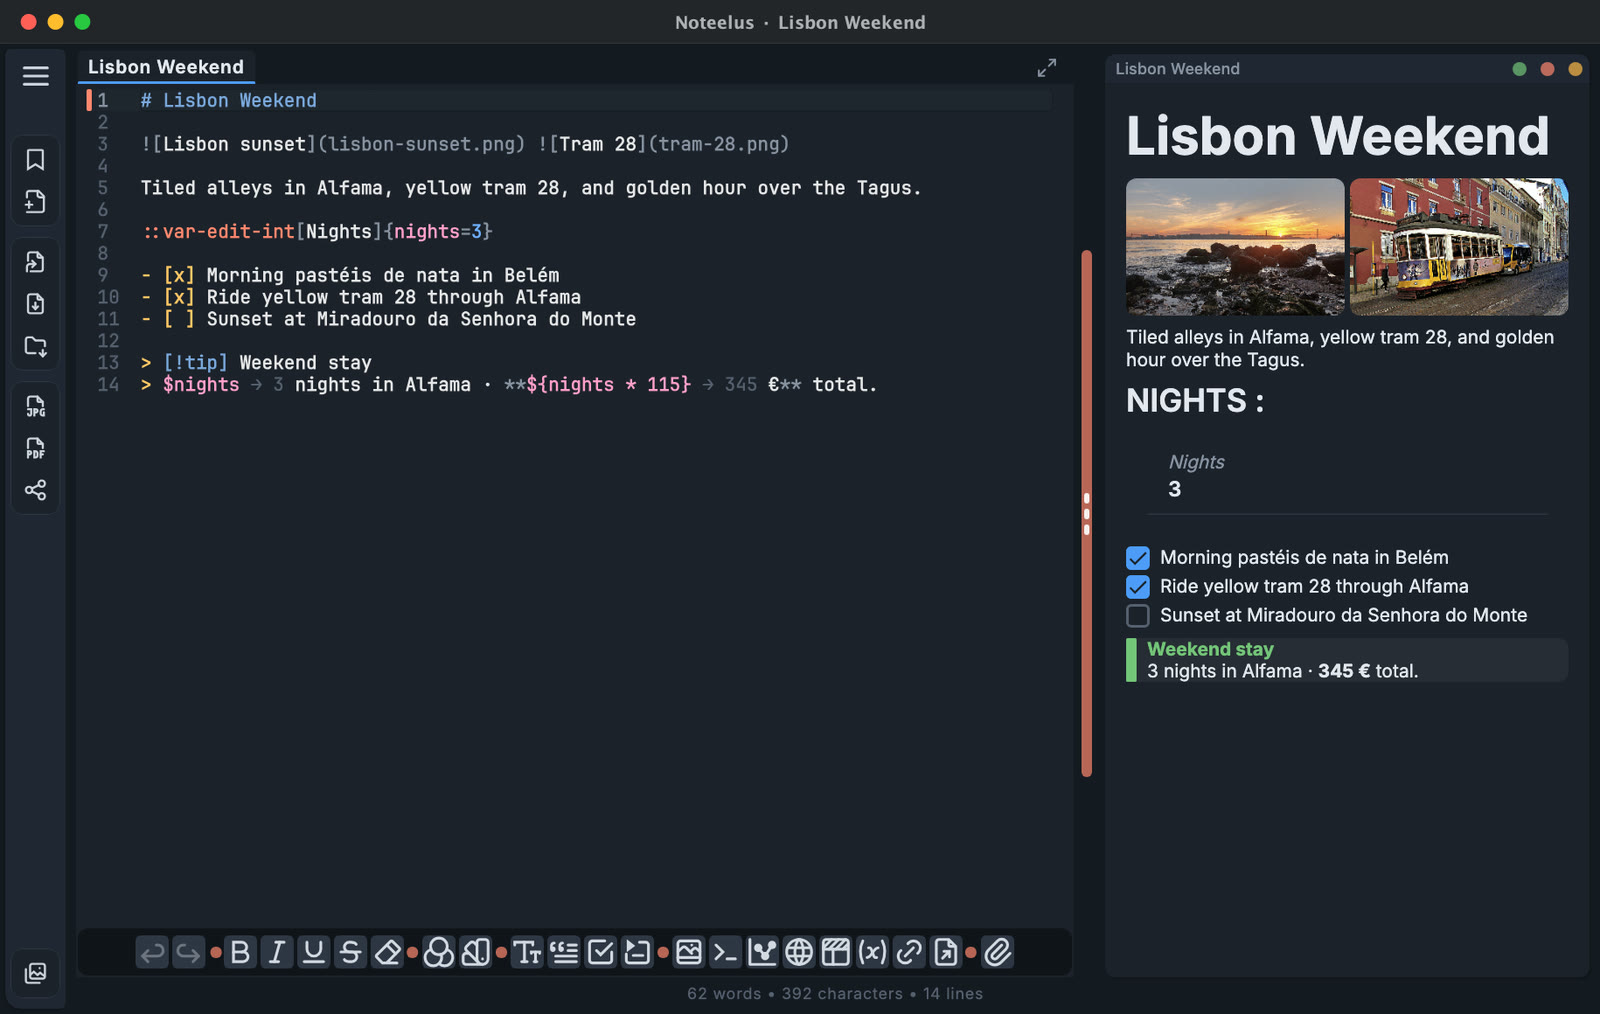 Noteelus · Lisbon Weekend
Lisbon Weekend
1 # Lisbon Weekend
2
3 ![Lisbon sunset](lisbon-sunset.png) ![Tram 28](tram-28.png)
4
5 Tiled alleys in Alfama, yellow tram 28, and golden hour over the Tagus.
6
7 ::var-edit-int[Nights]{nights=3}
8
9 - [x] Morning pastéis de nata in Belém
10 - [x] Ride yellow tram 28 through Alfama
11 - [ ] Sunset at Miradouro da Senhora do Monte
12
13 > [!tip] Weekend stay
14 > $nights → 3 nights in Alfama · **${nights * 115} → 345 €** total.
JPG
PDF
62 words • 392 characters • 14 lines
Lisbon Weekend
Lisbon Weekend
Tiled alleys in Alfama, yellow tram 28, and golden
hour over the Tagus.
NIGHTS :
Nights
3
Morning pastéis de nata in Belém
Ride yellow tram 28 through Alfama
Sunset at Miradouro da Senhora do Monte
Weekend stay
3 nights in Alfama · 345 € total.